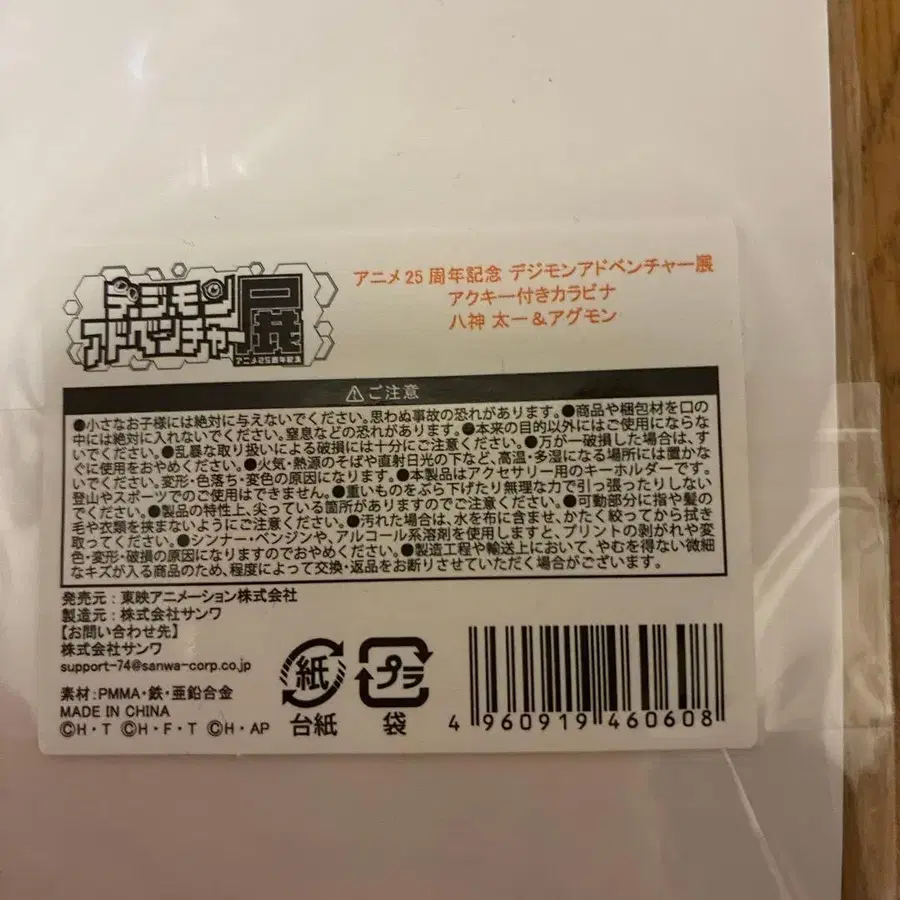 デジモン
アドベンチャー展
アニメ25周年記念
アニメ25周年記念 デジモンアドベンチャー展
アクキー付きカラビナ
八神 太一&アグモン
⚠ご注意
●小さなお子様には絶対に与えないでください。思わぬ事故の恐れがあります。●商品や梱包材を口の
中には絶対に入れないでください。窒息などの恐れがあります。●本来の目的以外にはご使用にならな
いでください。●乱暴な取り扱いによる破損には十分にご注意ください。●万が一破損した場合は、す
ぐに使用をおやめください。●火気・熱源のそばや直射日光の下など、高温・多湿になる場所には置かな
いでください。変形・色落ち・変色の原因になります。●本製品はアクセサリー用のキーホルダーです。
登山やスポーツでのご使用はできません。●重いものをぶら下げたり無理な力で引っ張ったりしない
でください。●製品の特性上、尖っている箇所がありますのでご注意ください。●可動部分に指や髪の
毛や衣類を挟まないようにご注意ください。●汚れた場合は、水を布に含ませ、かたく絞ってから拭き
取ってください。●シンナー・ベンジンや、アルコール系溶剤を使用しますと、プリントの剥がれや変
色・変形・破損の原因になりますのでおやめください。●製造工程や輸送上において、やむを得ない微細
なキズが入る商品のため、程度によって交換・返品をお断りさせていただく場合がございます。
発売元：東映アニメーション株式会社
製造元：株式会社サンワ
【お問い合わせ先】
株式会社サンワ
support-74@sanwa-corp.co.jp
素材：PMMA・鉄・亜鉛合金
MADE IN CHINA
©H・T ©H・F・T ©H・AP
紙
台紙
プラ
袋
4 960919 460608